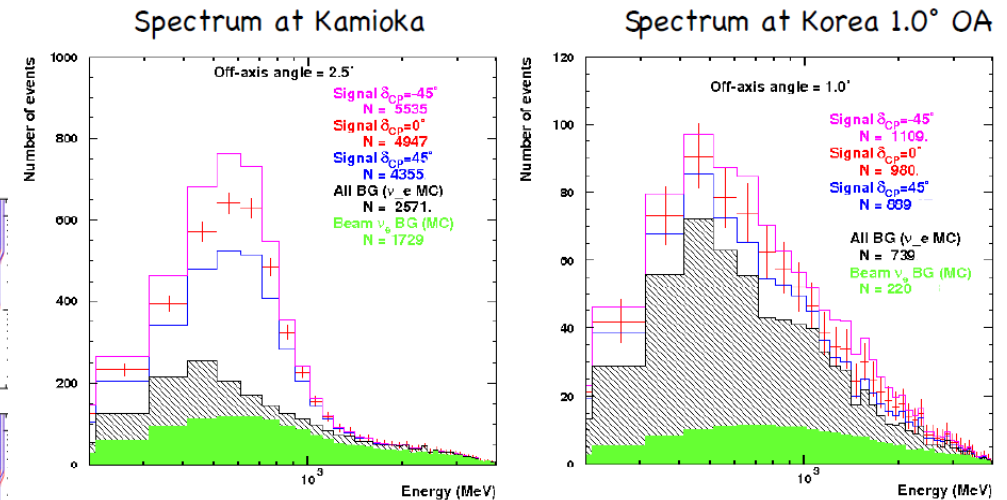 Spectrum at Kamioka
Number of events
1000
800
600
400
200
0
Off-axis angle = 2.5°
Signal δCP=-45°
N = 5535
Signal δCP=0°
N = 4947
Signal δCP=45°
N = 4355.
All BG (ν_e MC)
N = 2571.
Beam νe BG (MC)
N = 1729
10³
Energy (MeV)
Spectrum at Korea 1.0° OA
Number of events
120
100
80
60
40
20
0
Off-axis angle = 1.0°
Signal δCP=-45°
N = 1109.
Signal δCP=0°
N = 980.
Signal δCP=45°
N = 889
All BG (ν_e MC)
N = 739
Beam νe BG (MC)
N = 220
10³
Energy (MeV)